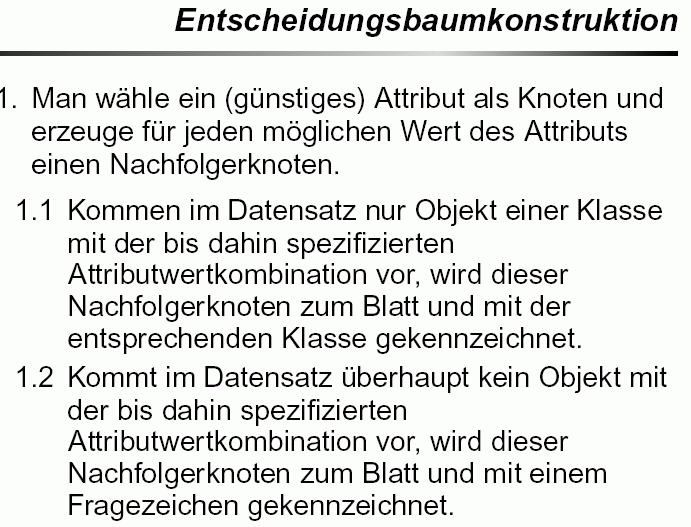 Entscheidungsbaumkonstruktion
1. Man wähle ein (günstiges) Attribut als Knoten und
erzeuge für jeden möglichen Wert des Attributs
einen Nachfolgerknoten.
1.1 Kommen im Datensatz nur Objekt einer Klasse
mit der bis dahin spezifizierten
Attributwertkombination vor, wird dieser
Nachfolgerknoten zum Blatt und mit der
entsprechenden Klasse gekennzeichnet.
1.2 Kommt im Datensatz überhaupt kein Objekt mit
der bis dahin spezifizierten
Attributwertkombination vor, wird dieser
Nachfolgerknoten zum Blatt und mit einem
Fragezeichen gekennzeichnet.